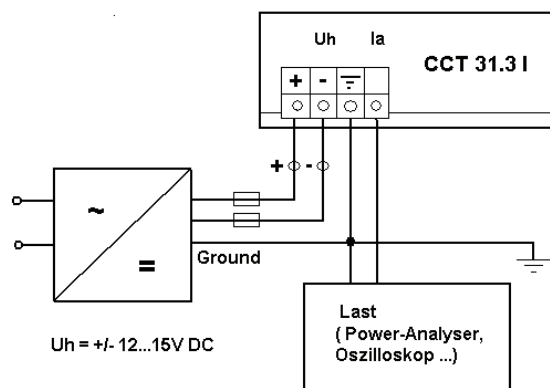 Uh Ia
CCT 31.3 I
+ -
+ -
~
=
Ground
Uh = +/- 12...15V DC
Last
( Power-Analyser,
Oszilloskop ...)